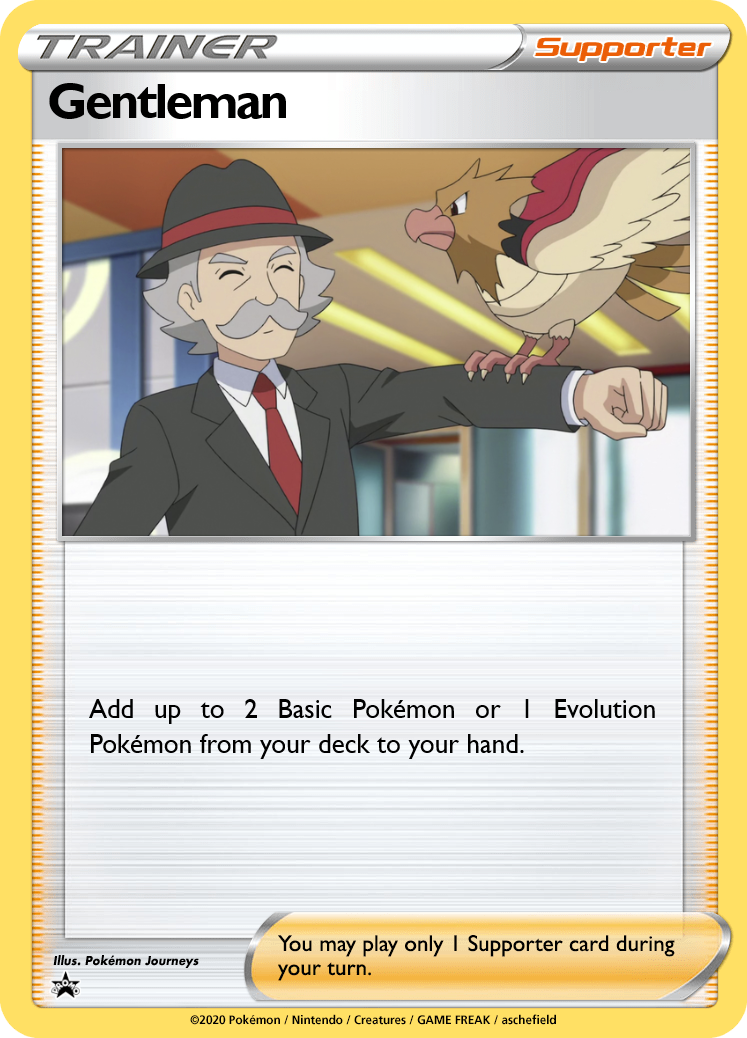 TRAINER
Supporter
Gentleman
Add up to 2 Basic Pokémon or 1 Evolution
Pokémon from your deck to your hand.
You may play only 1 Supporter card during
your turn.
Illus. Pokémon Journeys
©2020 Pokémon / Nintendo / Creatures / GAME FREAK / aschefield